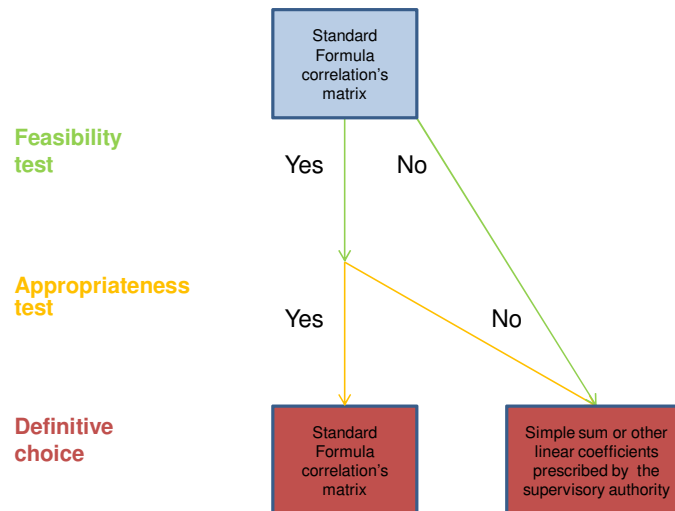 Standard
Formula
correlation's
matrix
Feasibility
test
Yes
No
Appropriateness
test
Yes
No
Definitive
choice
Standard
Formula
correlation's
matrix
Simple sum or other
linear coefficients
prescribed by the
supervisory authority